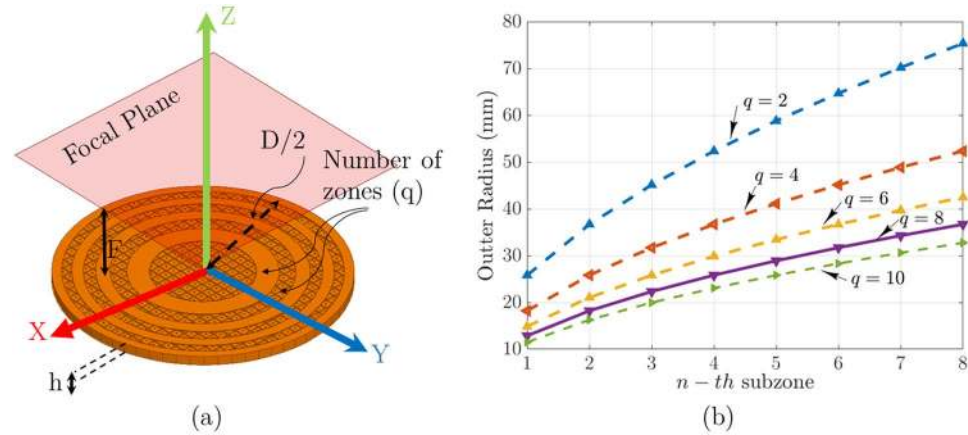 Z
Focal Plane
D/2
Number of
zones (q)
F
X
Y
h
(a)
80
70
60
50
40
30
20
10
Outter Radius (mm)
q = 2
q = 4
q = 6
q = 8
q = 10
1 2 3 4 5 6 7 8
n − th subzone
(b)